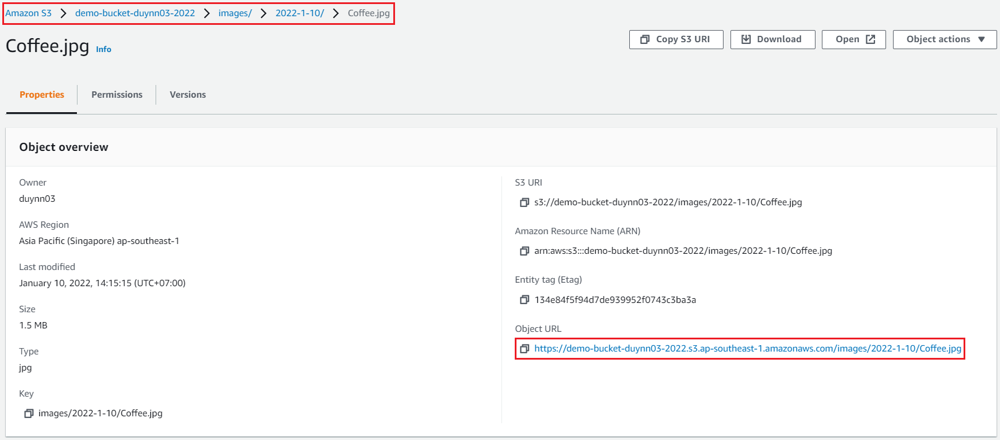 Amazon S3 > demo-bucket-duynn03-2022 > images/ > 2022-1-10/ > Coffee.jpg
Coffee.jpg Info
Copy S3 URI Download Open Object actions
Properties Permissions Versions
Object overview
Owner
duynn03
AWS Region
Asia Pacific (Singapore) ap-southeast-1
Last modified
January 10, 2022, 14:15:15 (UTC+07:00)
Size
1.5 MB
Type
jpg
Key
images/2022-1-10/Coffee.jpg
S3 URI
s3://demo-bucket-duynn03-2022/images/2022-1-10/Coffee.jpg
Amazon Resource Name (ARN)
arn:aws:s3:::demo-bucket-duynn03-2022/images/2022-1-10/Coffee.jpg
Entity tag (Etag)
134e84f5f94d7de939952f0743c3ba3a
Object URL
https://demo-bucket-duynn03-2022.s3.ap-southeast-1.amazonaws.com/images/2022-1-10/Coffee.jpg